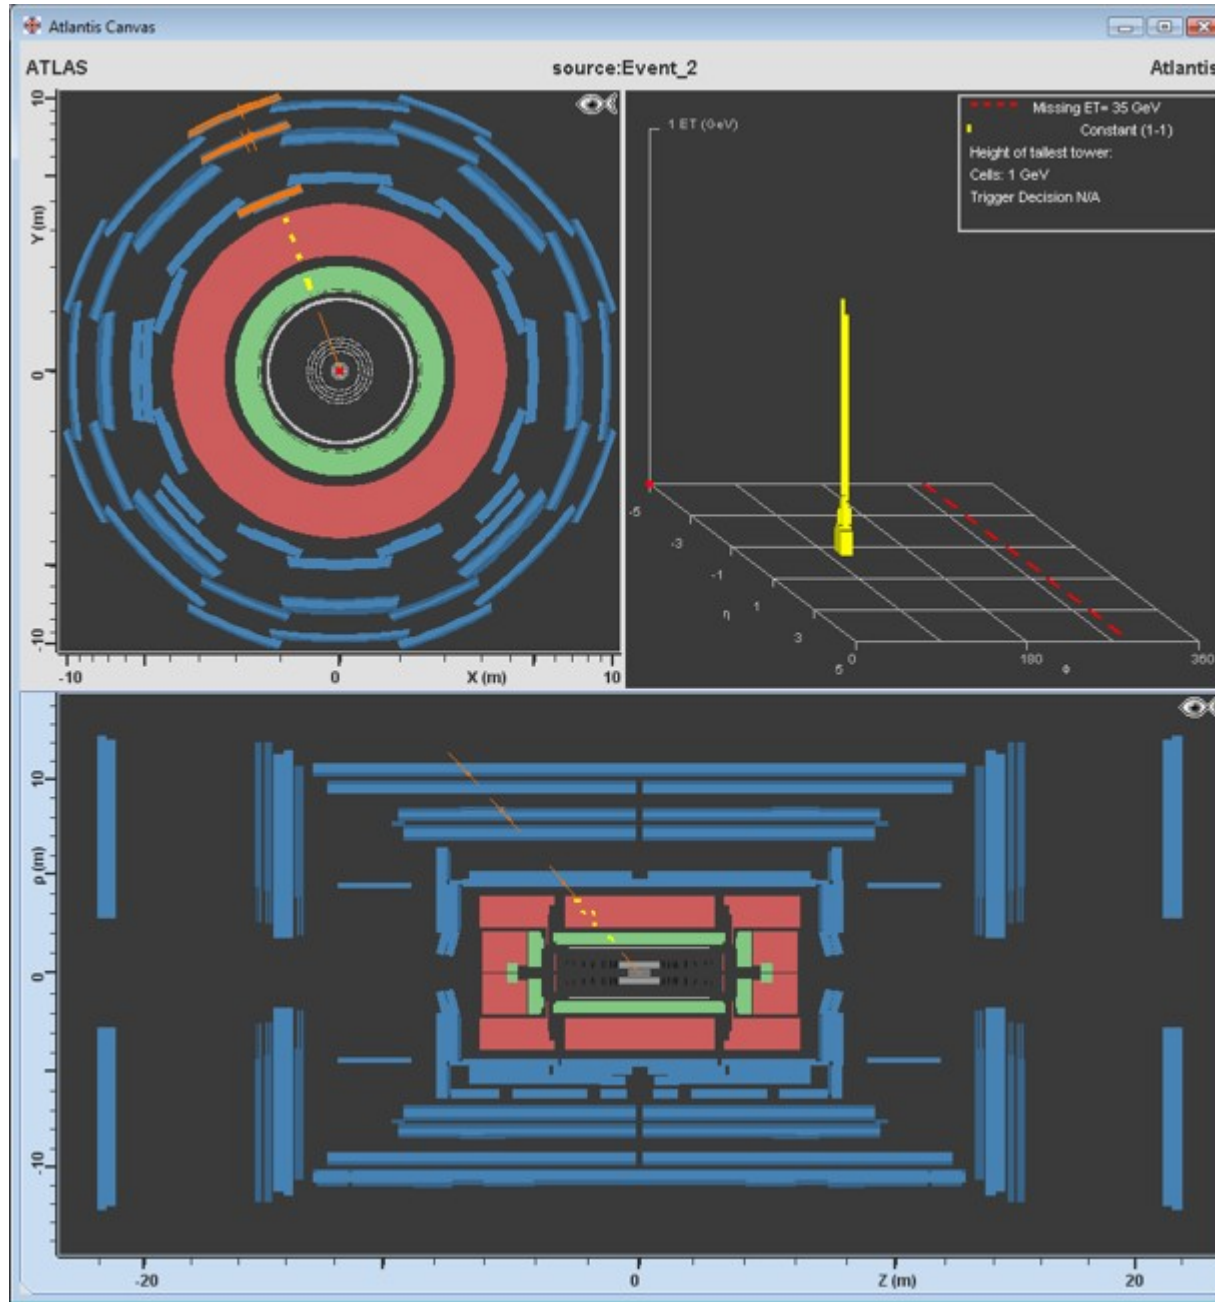 Atlantis Canvas
ATLAS source:Event_2 Atlantis
10
Y (m)
0
-10
-10 0 X (m) 10
1 ET (GeV)
Missing ET= 35 GeV
Constant (1-1)
Height of tallest tower:
Cells: 1 GeV
Trigger Decision N/A
-5
-3
-1
η 1
3
5 0 180 Φ 360
10
ρ (m)
0
-10
-20 0 Z (m) 20